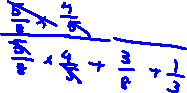 5/8 × 4/5
5/8 × 4/5 + 3/8 + 1/3